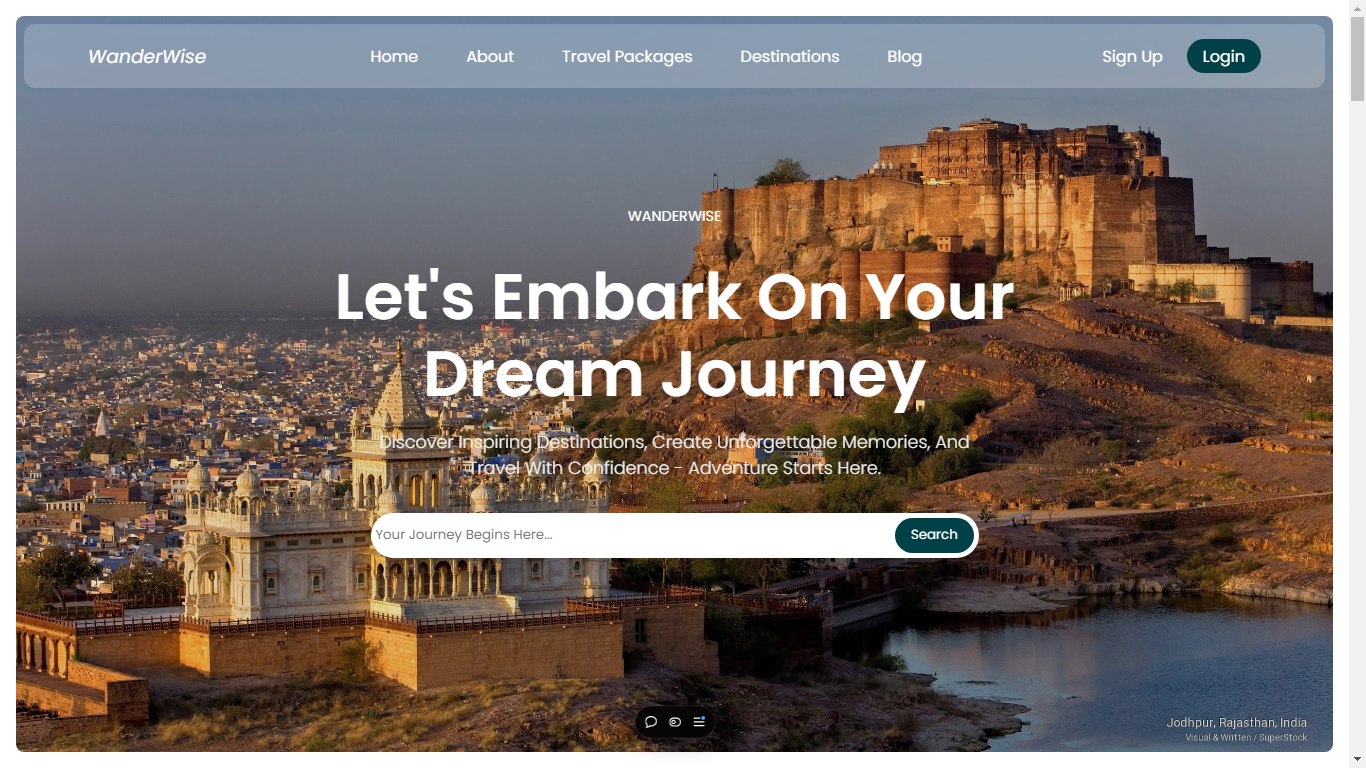 WanderWise
Home
About
Travel Packages
Destinations
Blog
Sign Up
Login
WANDERWISE
Let's Embark On Your
Dream Journey
Discover Inspiring Destinations, Create Unforgettable Memories, And
Travel With Confidence - Adventure Starts Here.
Your Journey Begins Here...
Search
Jodhpur, Rajasthan, India
Visual & Written / SuperStock